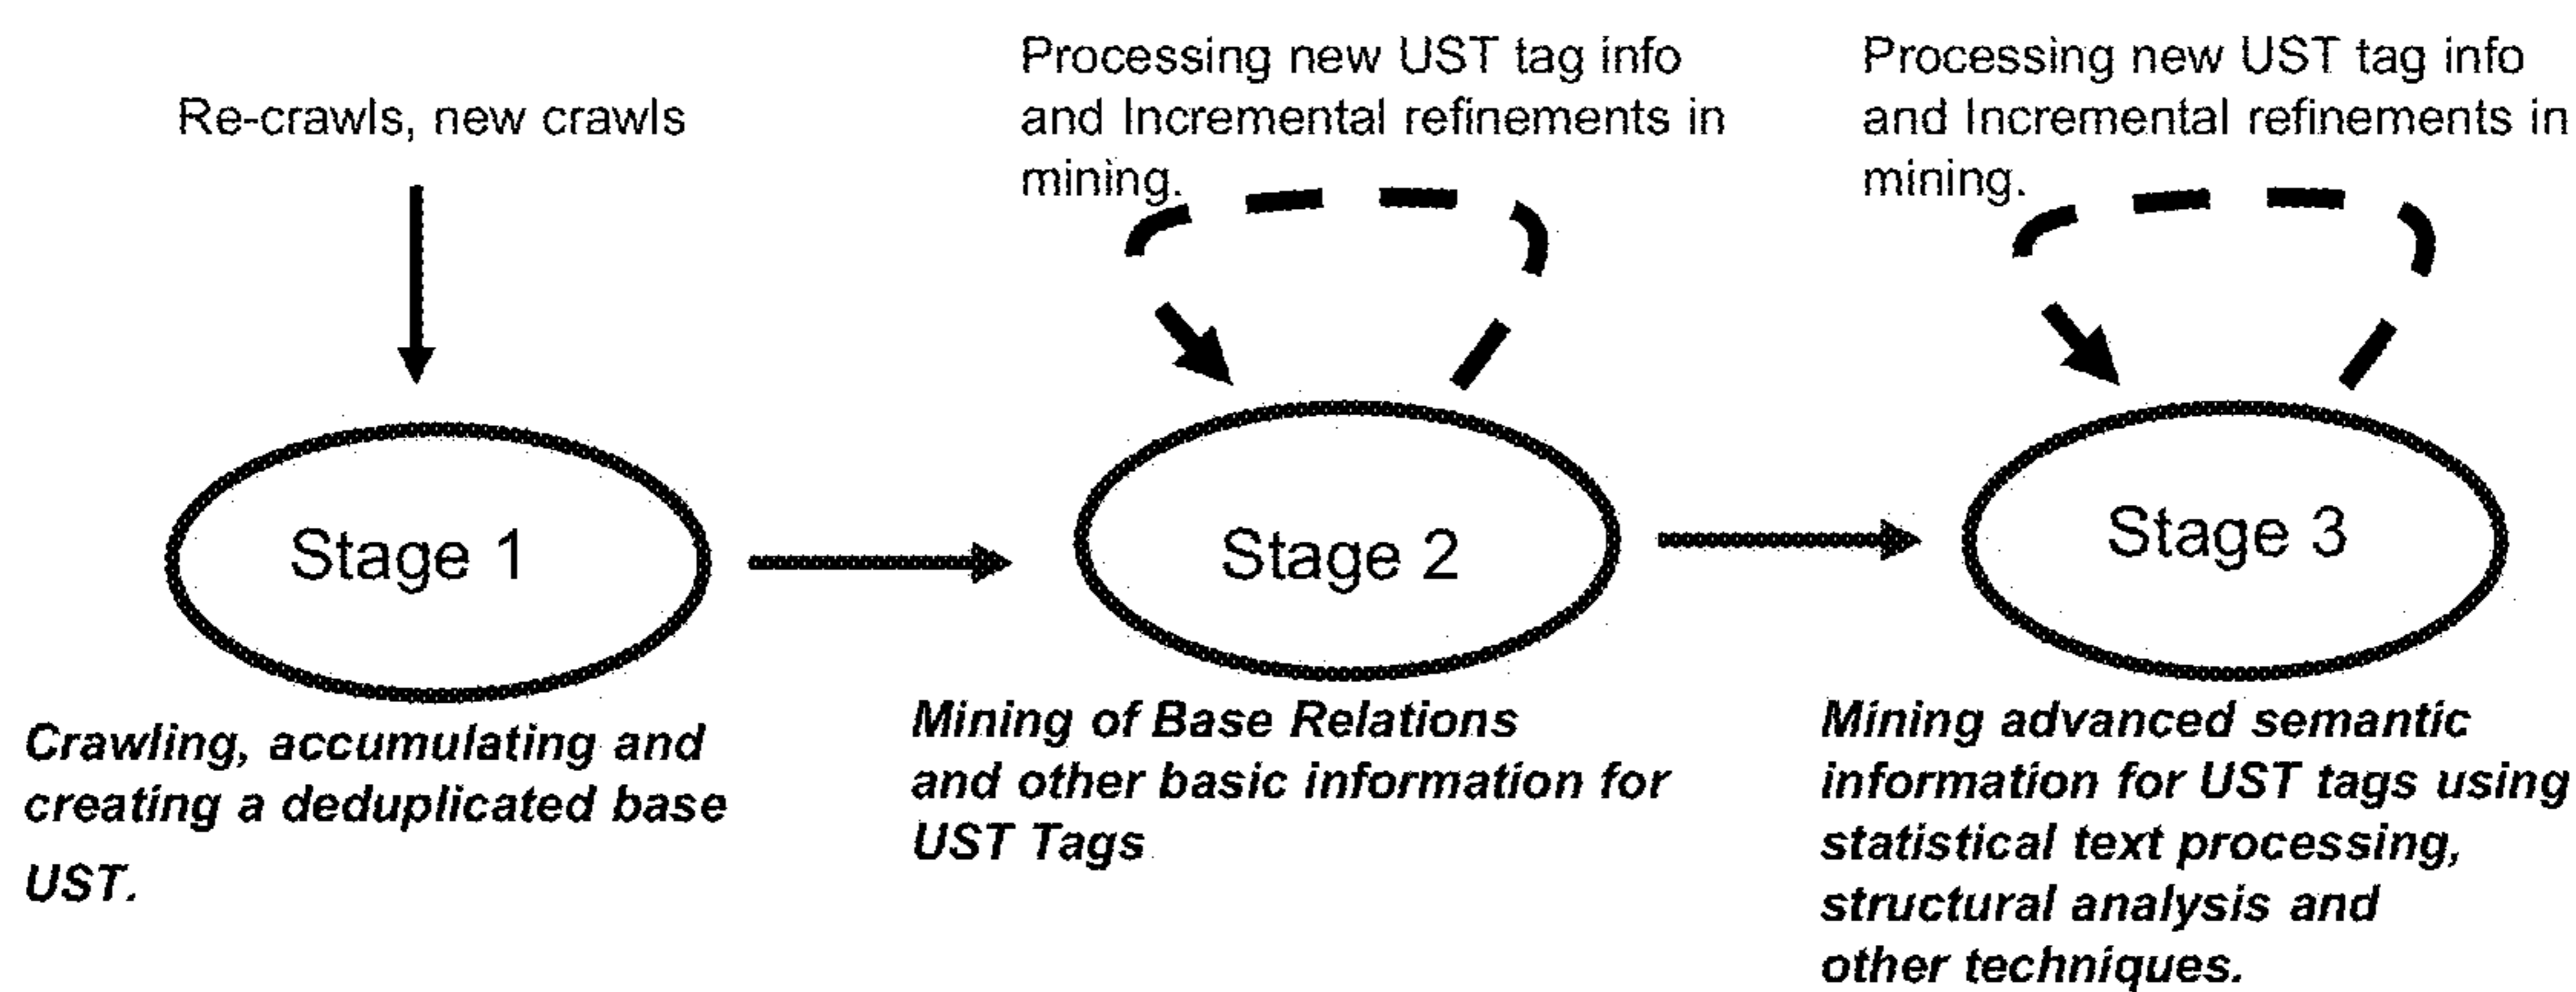 Re-crawls, new crawls
Processing new UST tag info
and Incremental refinements in
mining.
Processing new UST tag info
and Incremental refinements in
mining.
Stage 1
Stage 2
Stage 3
Crawling, accumulating and
creating a deduplicated base
UST.
Mining of Base Relations
and other basic information for
UST Tags
Mining advanced semantic
information for UST tags using
statistical text processing,
structural analysis and
other techniques.